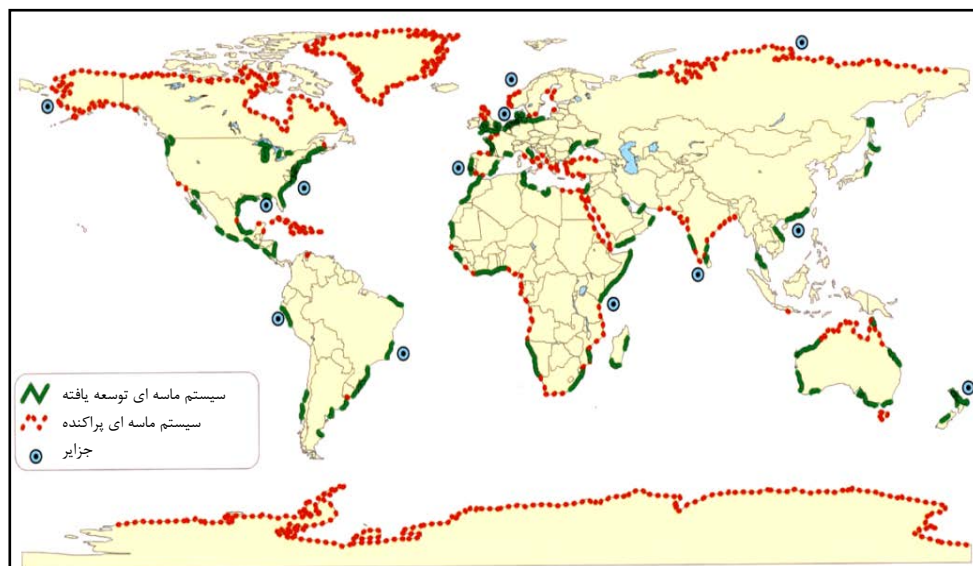 سیستم ماسه ای توسعه یافته
سیستم ماسه ای پراکنده
جزایر